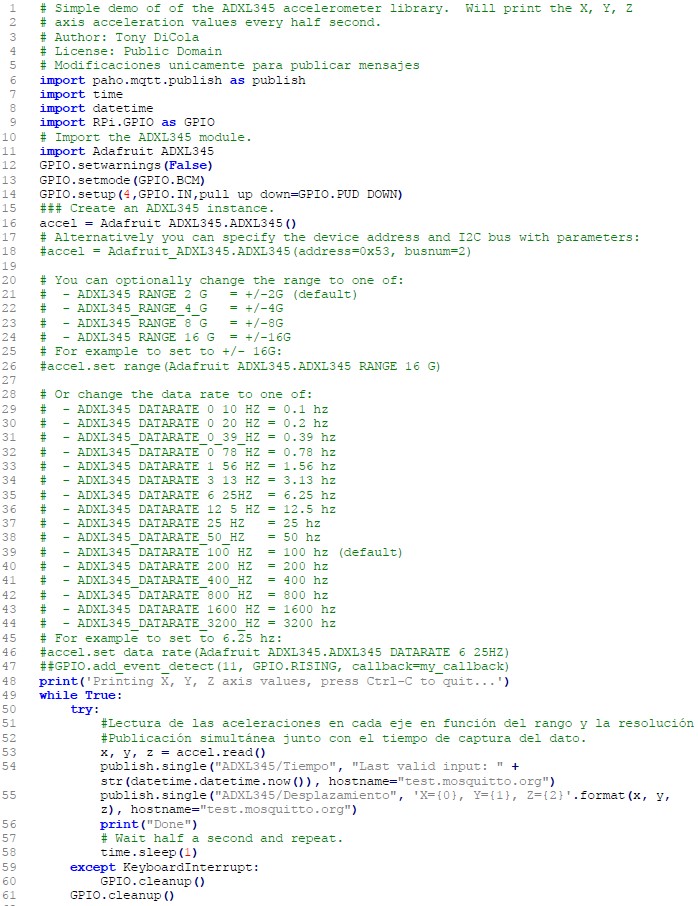 1 # Simple demo of of the ADXL345 accelerometer library.  Will print the X, Y, Z
2 # axis acceleration values every half second.
3 # Author: Tony DiCola
4 # License: Public Domain
5 # Modificaciones unicamente para publicar mensajes
6 import paho.mqtt.publish as publish
7 import time
8 import datetime
9 import RPi.GPIO as GPIO
10 # Import the ADXL345 module.
11 import Adafruit ADXL345
12 GPIO.setwarnings(False)
13 GPIO.setmode(GPIO.BCM)
14 GPIO.setup(4,GPIO.IN,pull up down=GPIO.PUD DOWN)
15 ### Create an ADXL345 instance.
16 accel = Adafruit ADXL345.ADXL345()
17 # Alternatively you can specify the device address and I2C bus with parameters:
18 #accel = Adafruit_ADXL345.ADXL345(address=0x53, busnum=2)
19
20 # You can optionally change the range to one of:
21 #  - ADXL345 RANGE 2 G   = +/-2G (default)
22 #  - ADXL345_RANGE_4_G   = +/-4G
23 #  - ADXL345 RANGE 8 G   = +/-8G
24 #  - ADXL345 RANGE 16 G  = +/-16G
25 # For example to set to +/- 16G:
26 #accel.set range(Adafruit ADXL345.ADXL345 RANGE 16 G)
27
28 # Or change the data rate to one of:
29 #  - ADXL345 DATARATE 0 10 HZ = 0.1 hz
30 #  - ADXL345 DATARATE 0 20 HZ = 0.2 hz
31 #  - ADXL345_DATARATE_0_39_HZ = 0.39 hz
32 #  - ADXL345 DATARATE 0 78 HZ = 0.78 hz
33 #  - ADXL345 DATARATE 1 56 HZ = 1.56 hz
34 #  - ADXL345 DATARATE 3 13 HZ = 3.13 hz
35 #  - ADXL345 DATARATE 6 25HZ  = 6.25 hz
36 #  - ADXL345 DATARATE 12 5 HZ = 12.5 hz
37 #  - ADXL345 DATARATE 25 HZ   = 25 hz
38 #  - ADXL345_DATARATE_50_HZ   = 50 hz
39 #  - ADXL345 DATARATE 100 HZ  = 100 hz (default)
40 #  - ADXL345 DATARATE 200 HZ  = 200 hz
41 #  - ADXL345_DATARATE_400_HZ  = 400 hz
42 #  - ADXL345 DATARATE 800 HZ  = 800 hz
43 #  - ADXL345 DATARATE 1600 HZ = 1600 hz
44 #  - ADXL345_DATARATE_3200_HZ = 3200 hz
45 # For example to set to 6.25 hz:
46 #accel.set data rate(Adafruit ADXL345.ADXL345 DATARATE 6 25HZ)
47 ##GPIO.add_event_detect(11, GPIO.RISING, callback=my_callback)
48 print('Printing X, Y, Z axis values, press Ctrl-C to quit...')
49 while True:
50     try:
51         #Lectura de las aceleraciones en cada eje en función del rango y la resolución
52         #Publicación simultánea junto con el tiempo de captura del dato.
53         x, y, z = accel.read()
54         publish.single("ADXL345/Tiempo", "Last valid input: " +
        str(datetime.datetime.now()), hostname="test.mosquitto.org")
55         publish.single("ADXL345/Desplazamiento", 'X={0}, Y={1}, Z={2}'.format(x, y,
        z), hostname="test.mosquitto.org")
56         print("Done")
57         # Wait half a second and repeat.
58         time.sleep(1)
59     except KeyboardInterrupt:
60         GPIO.cleanup()
61     GPIO.cleanup()